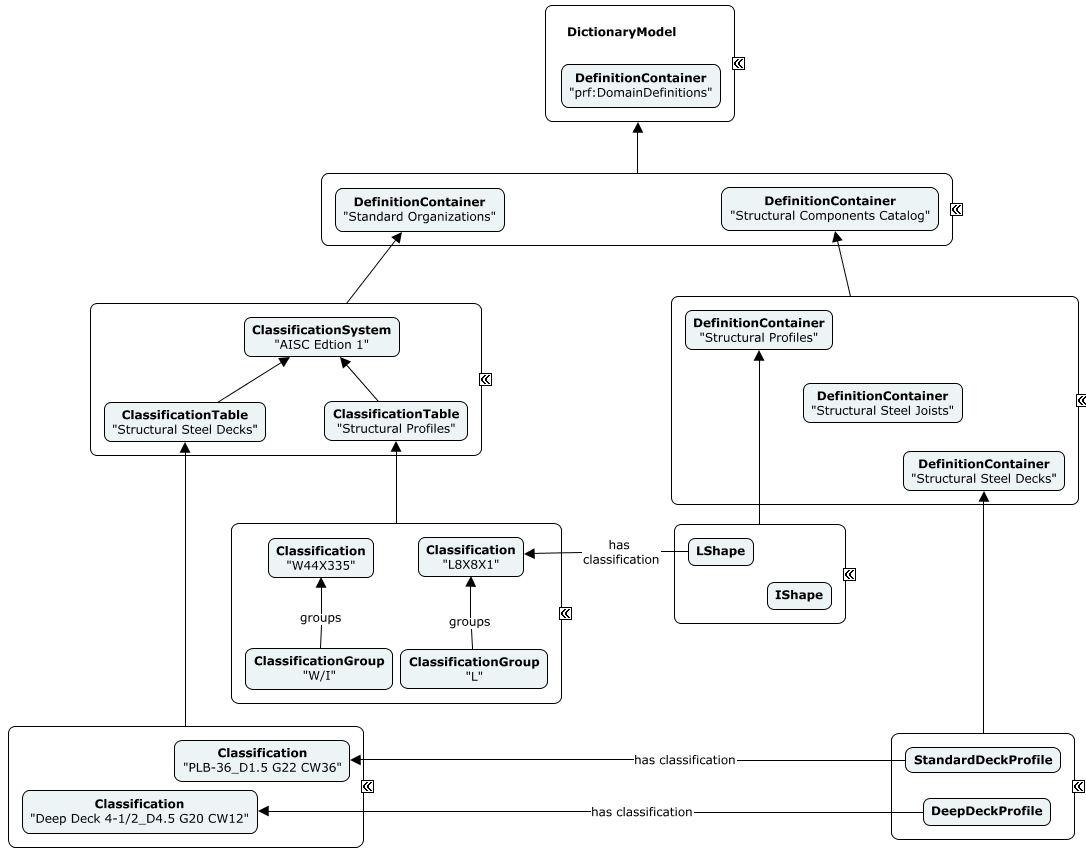 DictionaryModel
DefinitionContainer
"prf:DomainDefinitions"
DefinitionContainer
"Standard Organizations"
DefinitionContainer
"Structural Components Catalog"
ClassificationSystem
"AISC Edtion 1"
ClassificationTable
"Structural Steel Decks"
ClassificationTable
"Structural Profiles"
DefinitionContainer
"Structural Profiles"
DefinitionContainer
"Structural Steel Joists"
DefinitionContainer
"Structural Steel Decks"
Classification
"W44X335"
Classification
"L8X8X1"
groups
groups
ClassificationGroup
"W/I"
ClassificationGroup
"L"
has
classification
LShape
IShape
Classification
"PLB-36_D1.5 G22 CW36"
Classification
"Deep Deck 4-1/2_D4.5 G20 CW12"
has classification
has classification
StandardDeckProfile
DeepDeckProfile